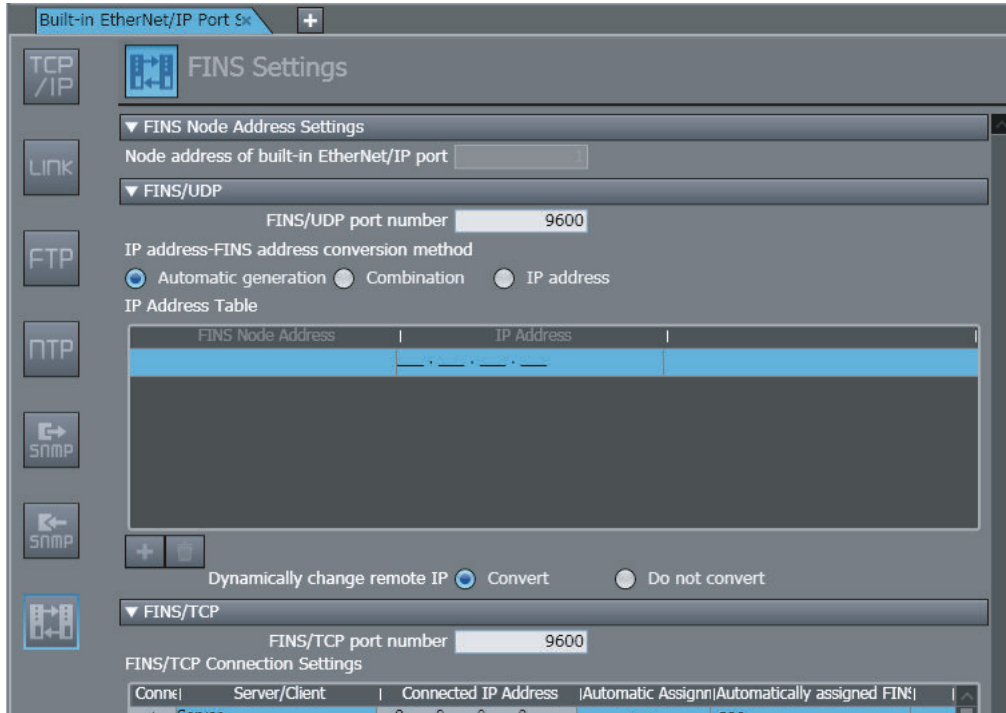 Built-in EtherNet/IP Port S
TCP
/IP
FINS Settings
FINS Node Address Settings
Node address of built-in EtherNet/IP port 1
LINK
FINS/UDP
FINS/UDP port number 9600
FTP
IP address-FINS address conversion method
Automatic generation Combination IP address
IP Address Table
FINS Node Address IP Address
NTP
SNMP
SNMP
Dynamically change remote IP Convert Do not convert
FINS/TCP
FINS/TCP port number 9600
FINS/TCP Connection Settings
Conne Server/Client Connected IP Address Automatic Assignn Automatically assigned FINS